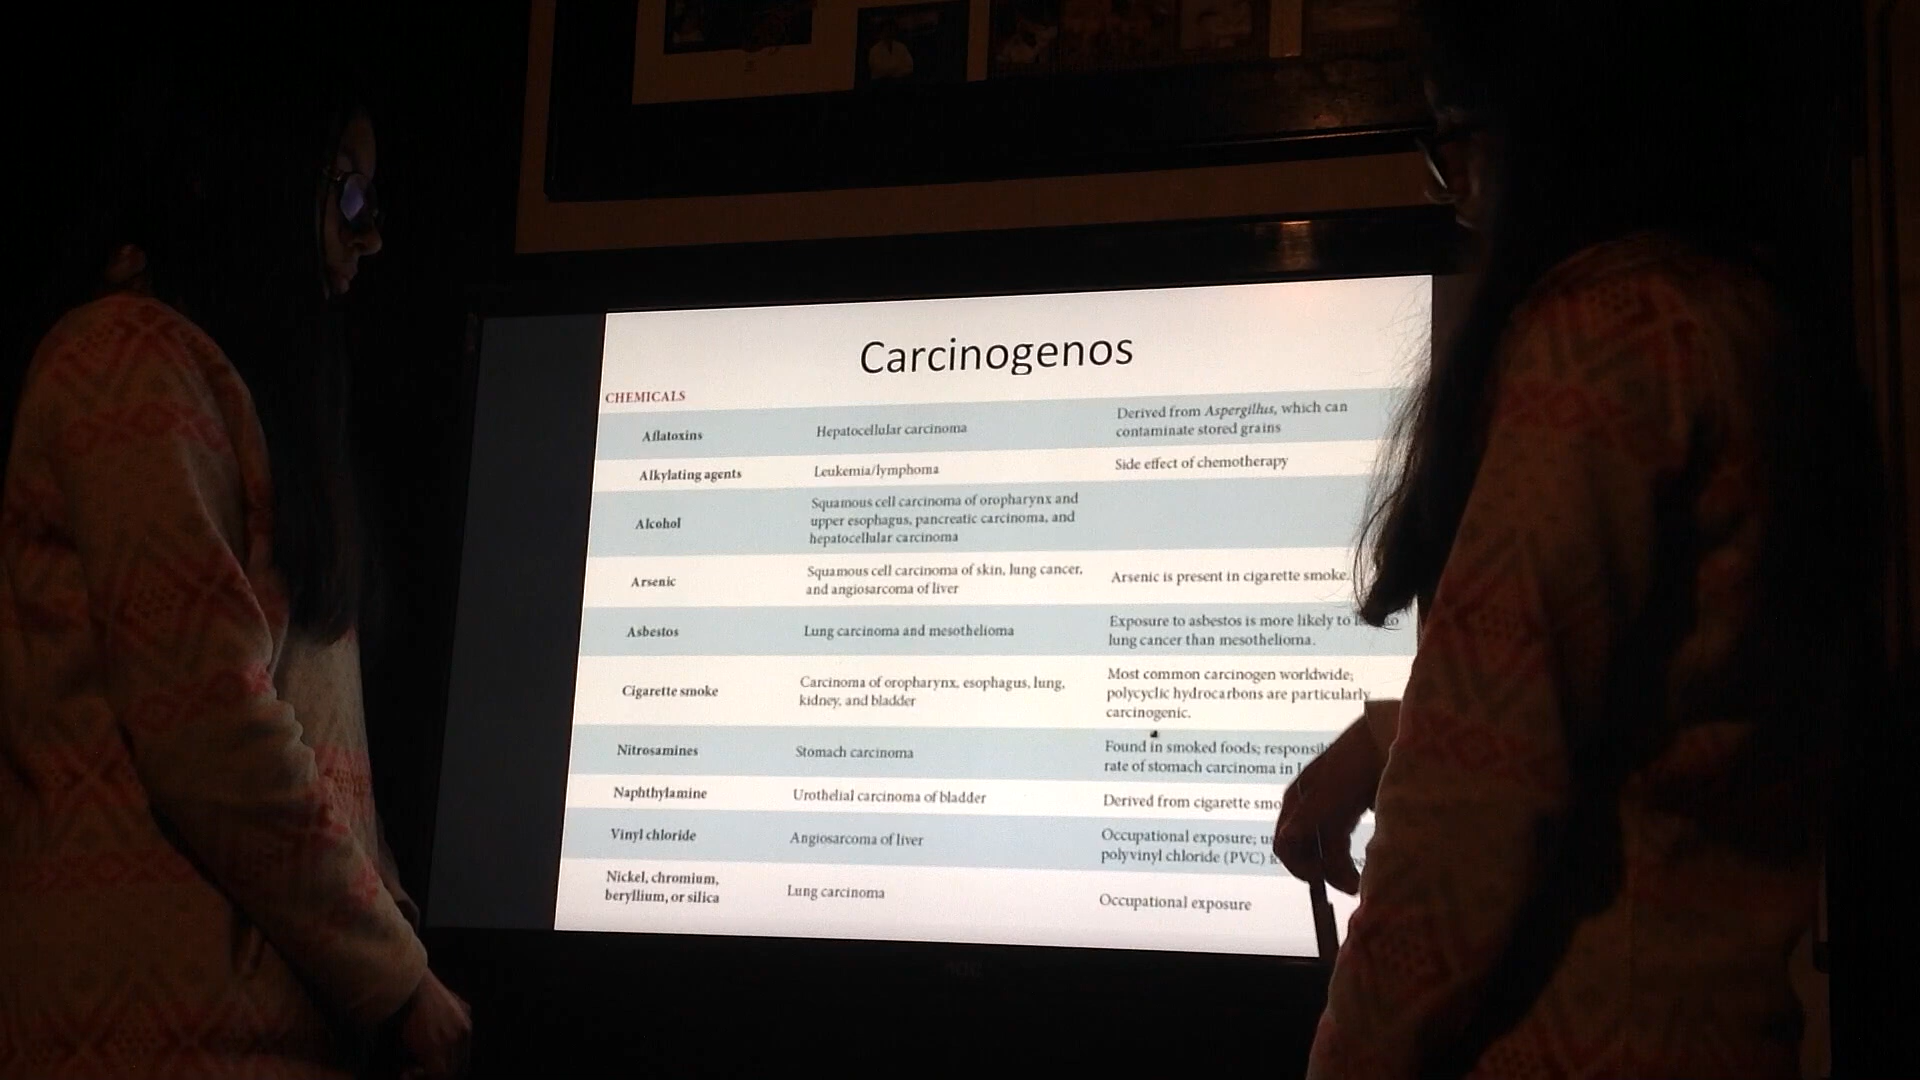 Carcinogenos
CHEMICALS
Aflatoxins
Hepatocellular carcinoma
Derived from Aspergillus, which can
contaminate stored grains
Alkylating agents
Leukemia/lymphoma
Side effect of chemotherapy
Alcohol
Squamous cell carcinoma of oropharynx and
upper esophagus, pancreatic carcinoma, and
hepatocellular carcinoma
Arsenic
Squamous cell carcinoma of skin, lung cancer,
and angiosarcoma of liver
Arsenic is present in cigarette smoke.
Asbestos
Lung carcinoma and mesothelioma
Exposure to asbestos is more likely to
lung cancer than mesothelioma.
Cigarette smoke
Carcinoma of oropharynx, esophagus, lung,
kidney, and bladder
Most common carcinogen worldwide;
polycyclic hydrocarbons are particularly
carcinogenic.
Nitrosamines
Stomach carcinoma
Found in smoked foods;
rate of stomach carcinoma in
Naphthylamine
Urothelial carcinoma of bladder
Derived from cigarette
Vinyl chloride
Angiosarcoma of liver
Occupational exposure;
polyvinyl chloride (PVC)
Nickel, chromium,
beryllium, or silica
Lung carcinoma
Occupational exposure